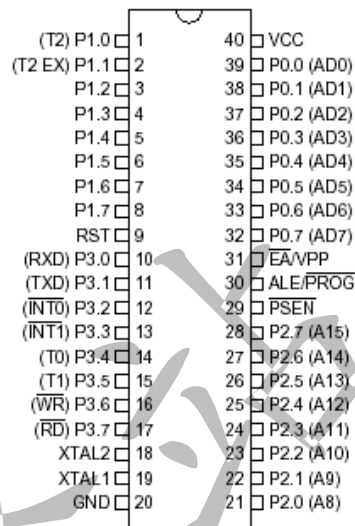 (T2) P1.0 1 40 VCC
(T2 EX) P1.1 2 39 P0.0 (AD0)
P1.2 3 38 P0.1 (AD1)
P1.3 4 37 P0.2 (AD2)
P1.4 5 36 P0.3 (AD3)
P1.5 6 35 P0.4 (AD4)
P1.6 7 34 P0.5 (AD5)
P1.7 8 33 P0.6 (AD6)
RST 9 32 P0.7 (AD7)
(RXD) P3.0 10 31 E̅A̅/VPP
(TXD) P3.1 11 30 ALE/P̅R̅O̅G̅
(I̅N̅T̅0̅) P3.2 12 29 P̅S̅E̅N̅
(I̅N̅T̅1̅) P3.3 13 28 P2.7 (A15)
(T0) P3.4 14 27 P2.6 (A14)
(T1) P3.5 15 26 P2.5 (A13)
(W̅R̅) P3.6 16 25 P2.4 (A12)
(R̅D̅) P3.7 17 24 P2.3 (A11)
XTAL2 18 23 P2.2 (A10)
XTAL1 19 22 P2.1 (A9)
GND 20 21 P2.0 (A8)